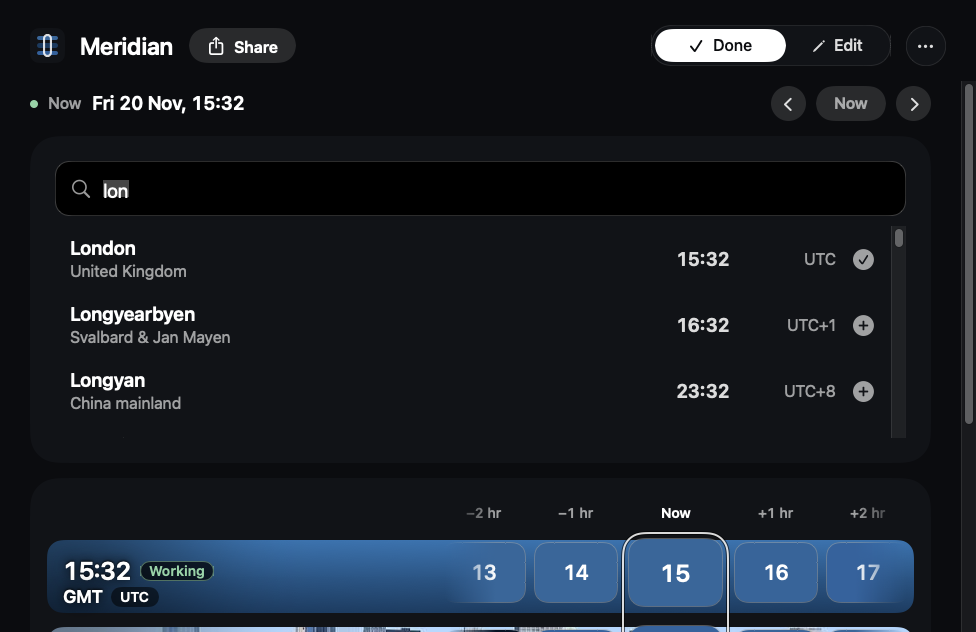 Meridian Share Done Edit
Now Fri 20 Nov, 15:32 Now
lon
London 15:32 UTC
United Kingdom
Longyearbyen 16:32 UTC+1
Svalbard & Jan Mayen
Longyan 23:32 UTC+8
China mainland
−2 hr −1 hr Now +1 hr +2 hr
15:32 Working 13 14 15 16 17
GMT UTC